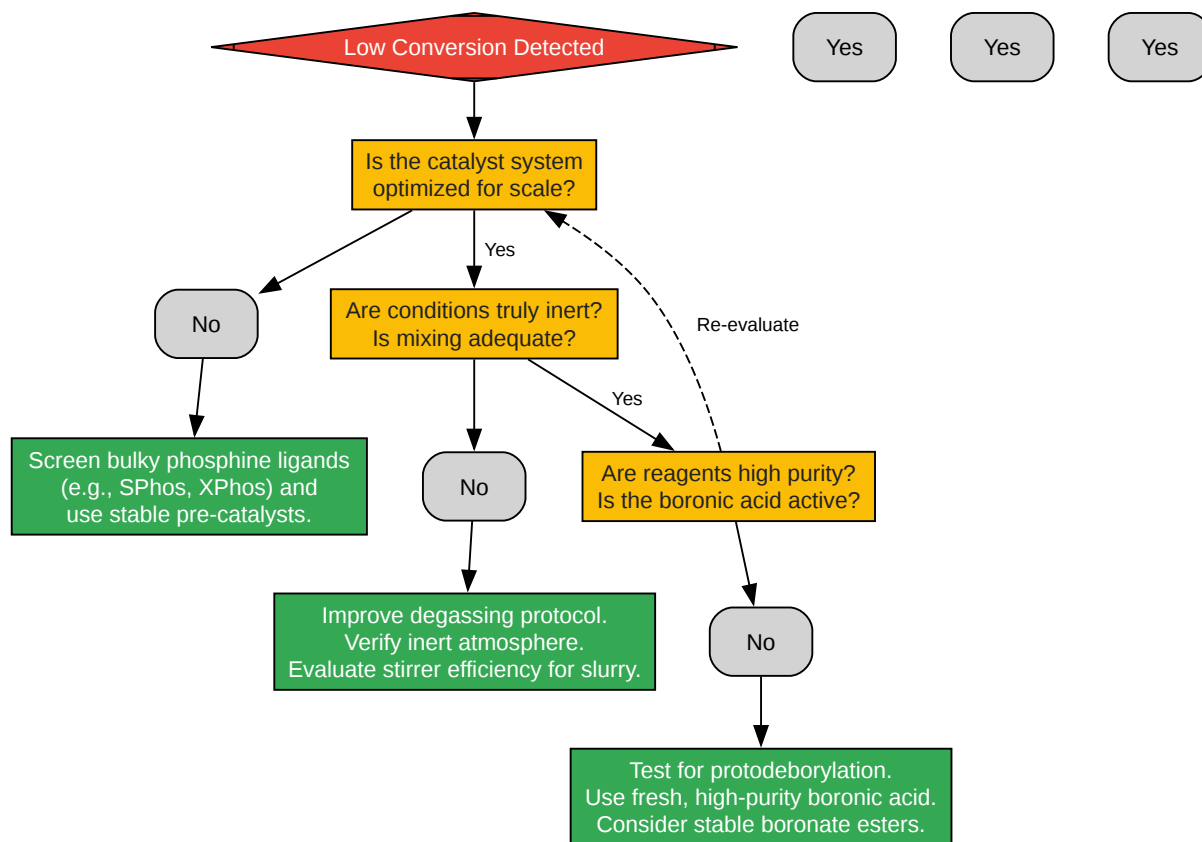 Low Conversion Detected
Yes
Yes
Yes
Is the catalyst system
optimized for scale?
Yes
No
Are conditions truly inert?
Is mixing adequate?
Re-evaluate
Yes
Screen bulky phosphine ligands
(e.g., SPhos, XPhos) and
use stable pre-catalysts.
No
Are reagents high purity?
Is the boronic acid active?
Improve degassing protocol.
Verify inert atmosphere.
Evaluate stirrer efficiency for slurry.
No
Test for protodeborylation.
Use fresh, high-purity boronic acid.
Consider stable boronate esters.